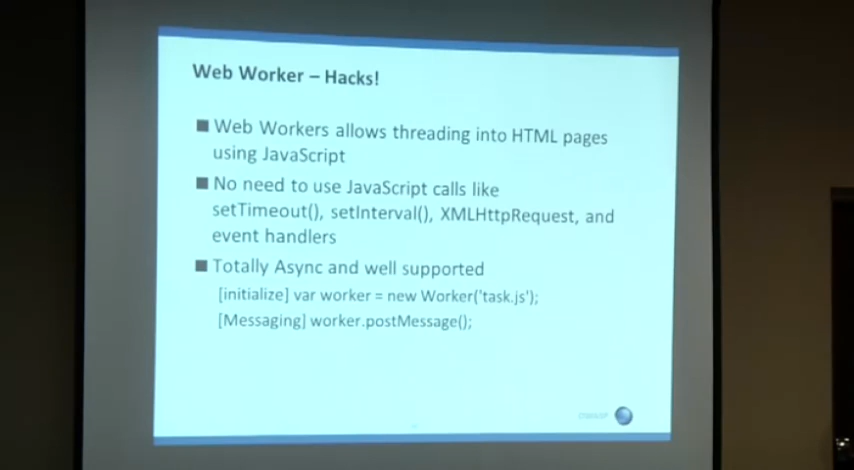 Web Worker – Hacks!
■ Web Workers allows threading into HTML pages
using JavaScript
■ No need to use JavaScript calls like
setTimeout(), setInterval(), XMLHttpRequest, and
event handlers
■ Totally Async and well supported
[initialize] var worker = new Worker('task.js');
[Messaging] worker.postMessage();
OWASP